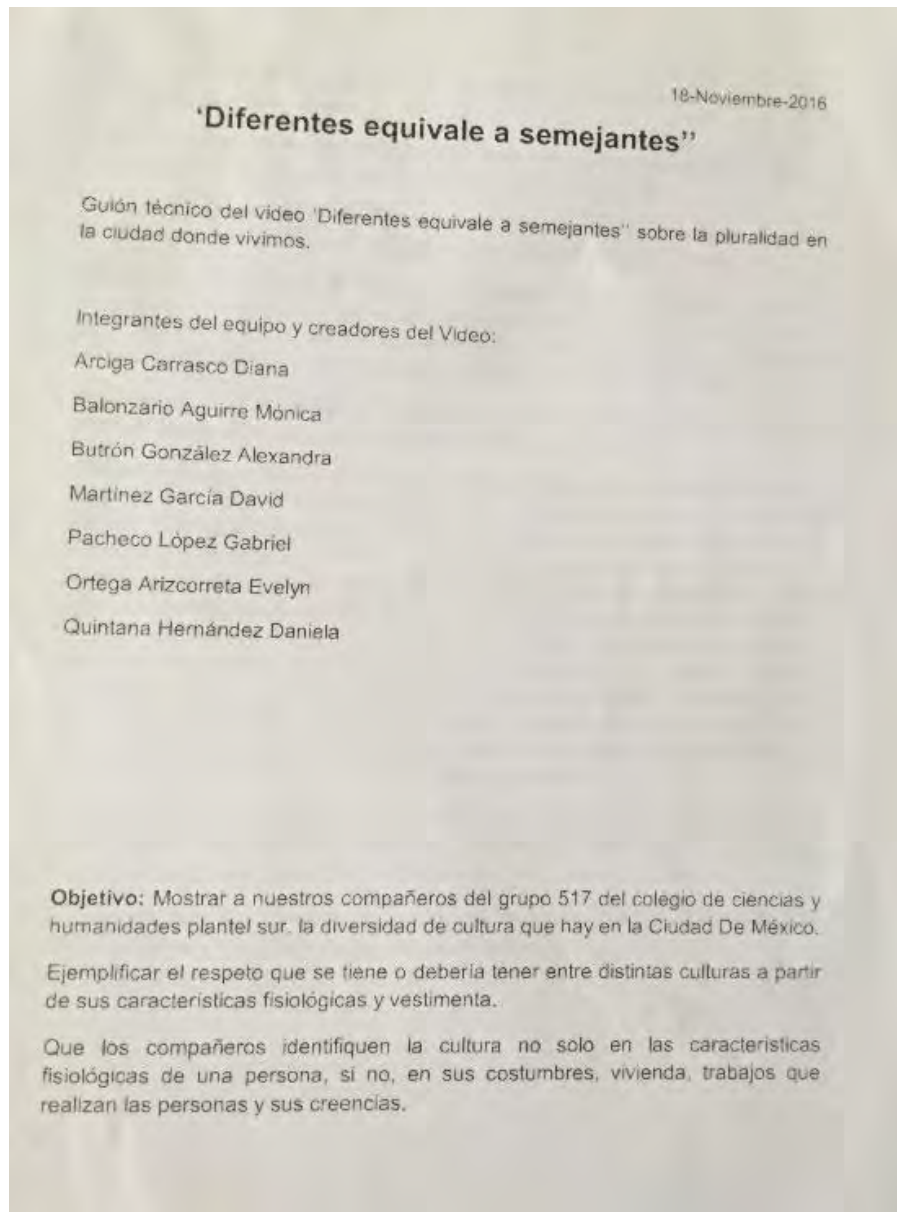 18-Noviembre-2016
‘Diferentes equivale a semejantes’’
Guión técnico del video ‘Diferentes equivale a semejantes’’ sobre la pluralidad en
la ciudad donde vivimos.
Integrantes del equipo y creadores del Video:
Arciga Carrasco Diana
Balonzario Aguirre Mónica
Butrón González Alexandra
Martínez García David
Pacheco López Gabriel
Ortega Arizcorreta Evelyn
Quintana Hernández Daniela
Objetivo: Mostrar a nuestros compañeros del grupo 517 del colegio de ciencias y
humanidades plantel sur. la diversidad de cultura que hay en la Ciudad De México.
Ejemplificar el respeto que se tiene o debería tener entre distintas culturas a partir
de sus características fisiológicas y vestimenta.
Que los compañeros identifiquen la cultura no solo en las características
fisiológicas de una persona, si no, en sus costumbres, vivienda, trabajos que
realizan las personas y sus creencias.